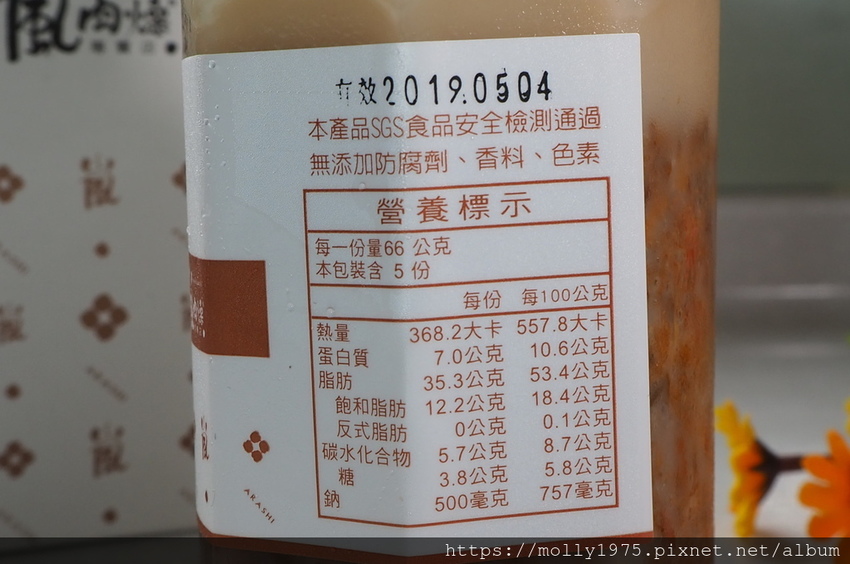 嵐肉燥
有效2019.0504
本產品SGS食品安全檢測通過
無添加防腐劑、香料、色素
營養標示
每一份量66 公克
本包裝含 5 份
每份 每100公克
熱量 368.2大卡 557.8大卡
蛋白質 7.0公克 10.6公克
脂肪 35.3公克 53.4公克
飽和脂肪 12.2公克 18.4公克
反式脂肪 0公克 0.1公克
碳水化合物 5.7公克 8.7公克
糖 3.8公克 5.8公克
鈉 500毫克 757毫克
ARASHI
https://molly1975.pixnet.net/album